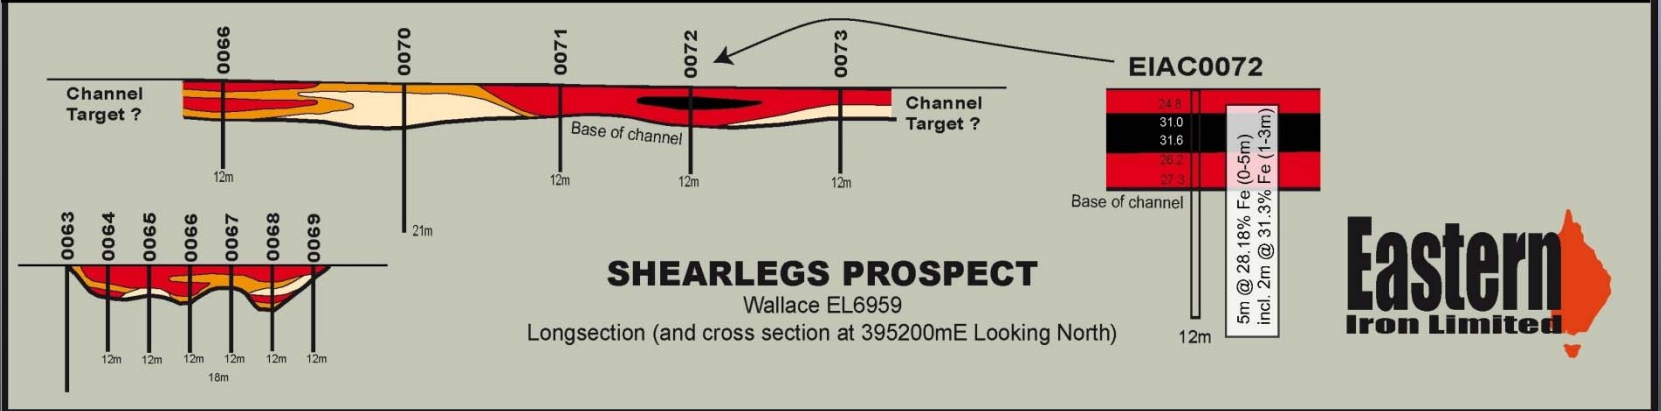 0066
0070
0071
0072
0073
Channel
Target ?
Base of channel
Channel
Target ?
12m
21m
12m
12m
12m
EIAC0072
24.8
31.0
31.6
26.2
27.3
Base of channel
12m
5m @ 28.18% Fe (0-5m)
incl. 2m @ 31.3% Fe (1-3m)
0063
0064
0065
0066
0067
0068
0069
12m
12m
12m
12m
12m
12m
18m
SHEARLEGS PROSPECT
Wallace EL6959
Longsection (and cross section at 395200mE Looking North)
Eastern
Iron Limited